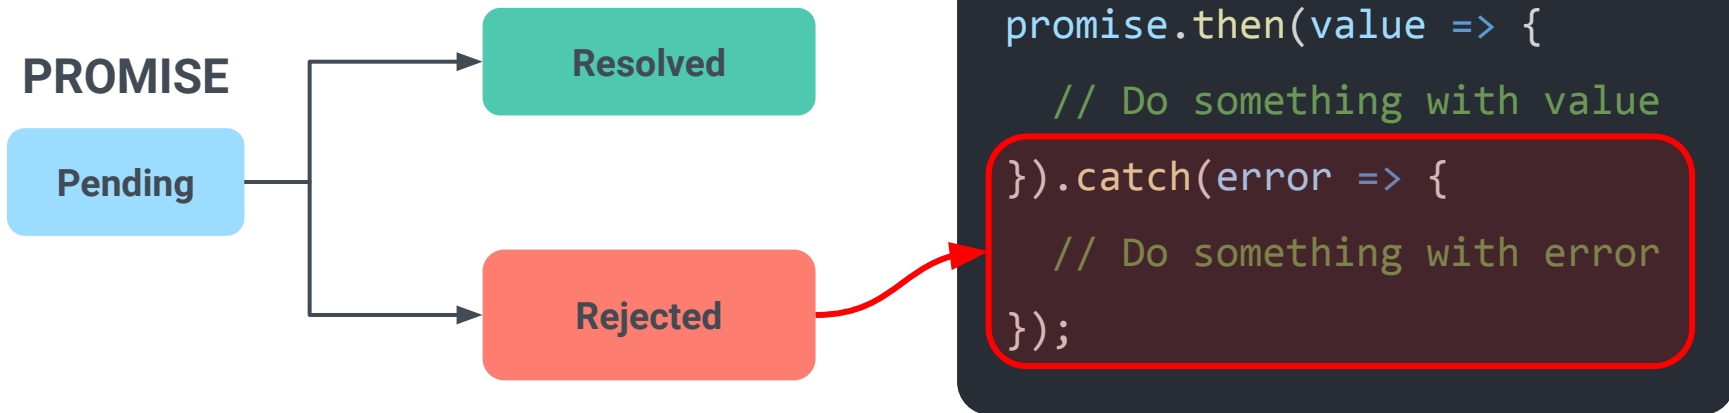 PROMISE
Pending
Resolved
Rejected
promise.then(value => {
  // Do something with value
}).catch(error => {
  // Do something with error
});